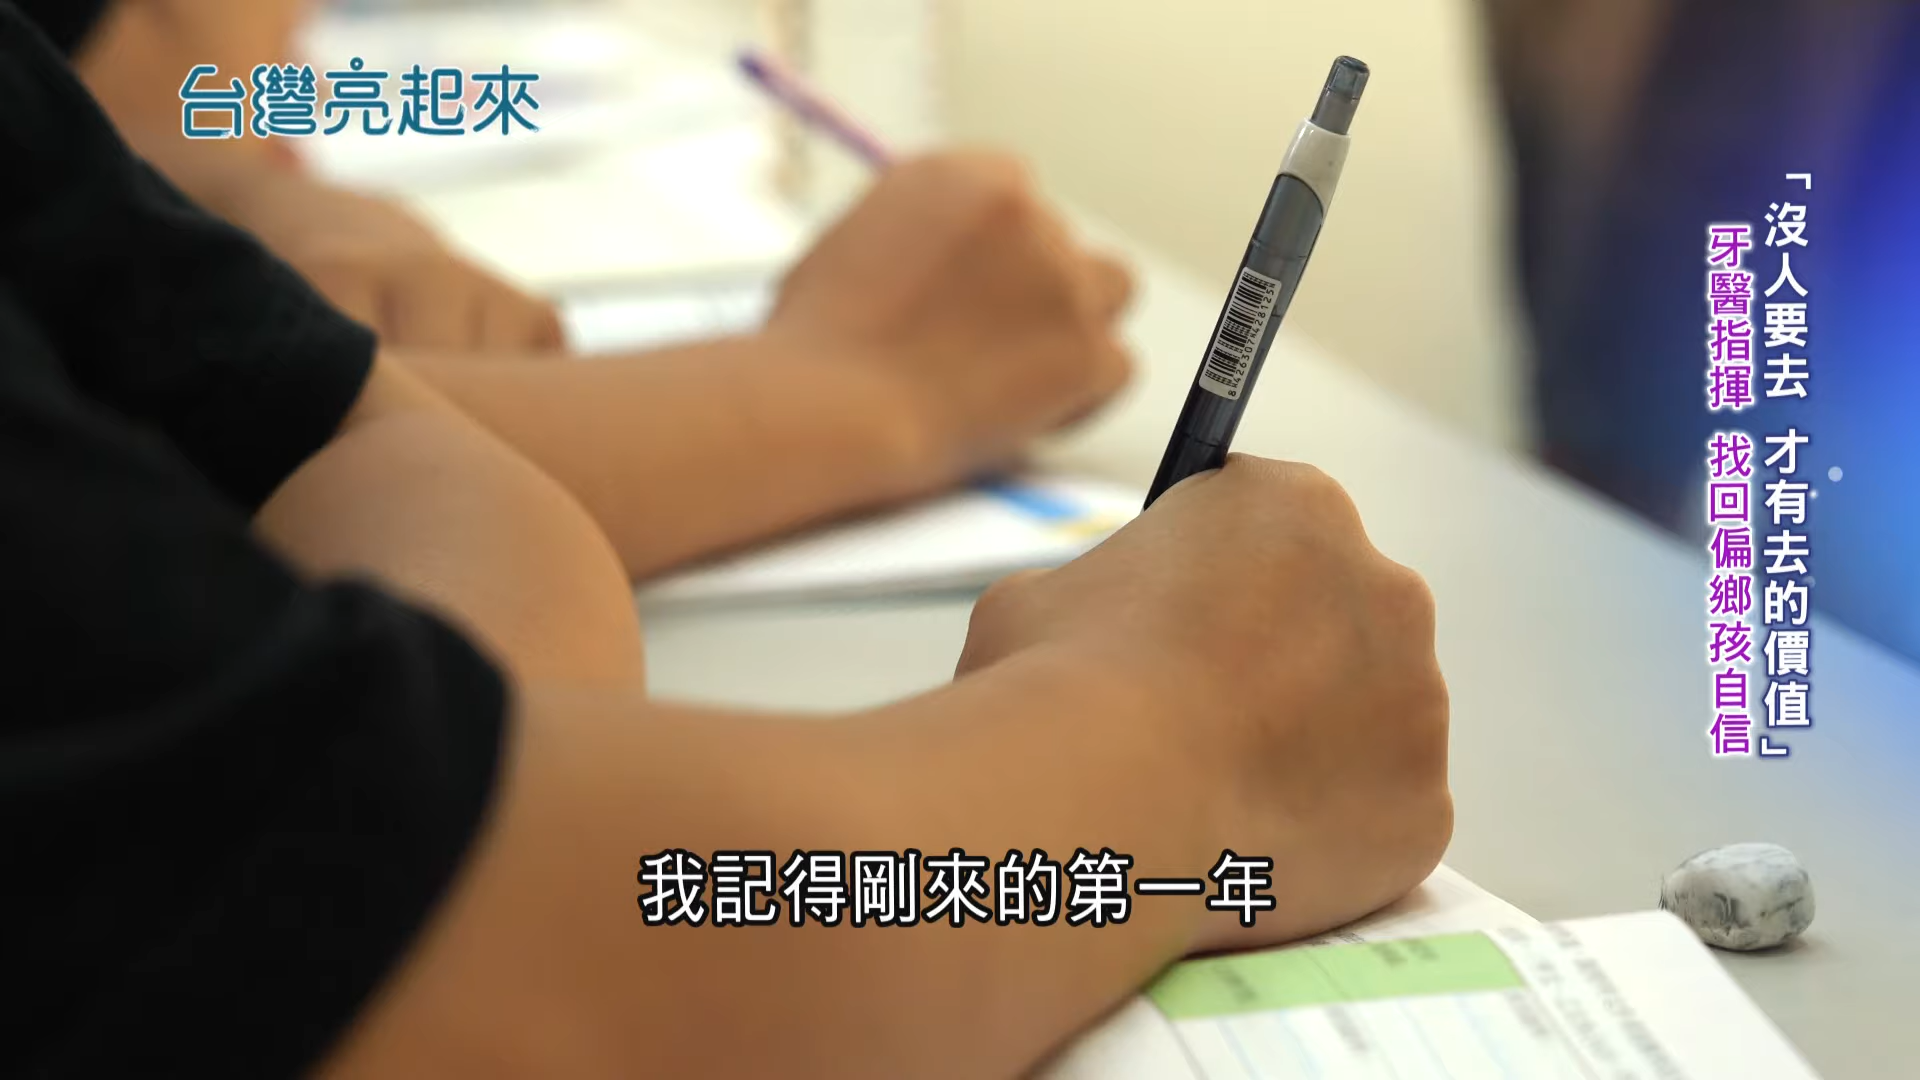 台灣亮起來
「沒人要去 才有去的價值」
牙醫指揮 找回偏鄉孩自信
8426307428125
我記得剛來的第一年